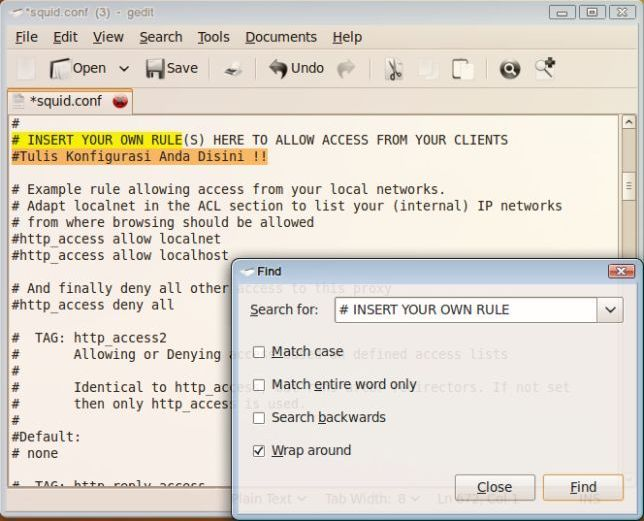 *squid.conf (3) - gedit
File Edit View Search Tools Documents Help
Open Save Undo
*squid.conf
#
# INSERT YOUR OWN RULE(S) HERE TO ALLOW ACCESS FROM YOUR CLIENTS
#Tulis Konfigurasi Anda Disini !!
# Example rule allowing access from your local networks.
# Adapt localnet in the ACL section to list your (internal) IP networks
# from where browsing should be allowed
#http_access allow localnet
#http_access allow localhost
# And finally deny all other access to this proxy
#http_access deny all
# TAG: http_access2
# Allowing or Denying access based on defined access lists
#
# Identical to http_access, redirectors. If not set
# then only http_access is used.
#
#Default:
# none
# TAG: http_reply_access
Plain Text Tab Width: 8 Ln 672, Col 1 INS
Find
Search for: # INSERT YOUR OWN RULE
Match case
Match entire word only
Search backwards
Wrap around
Close Find